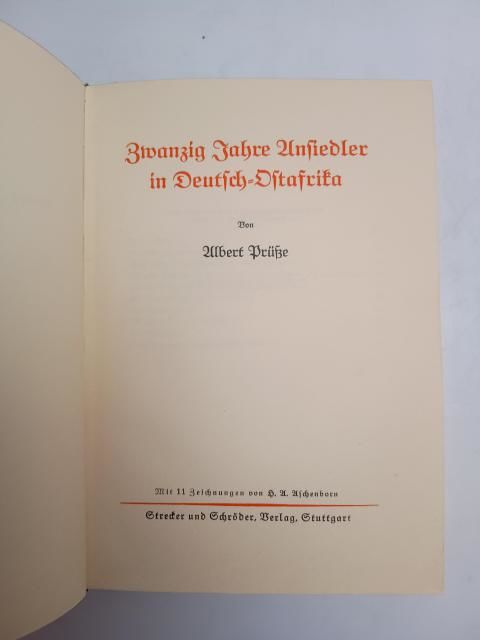 Zwanzig Jahre Ansiedler
in Deutsch-Ostafrika
Von
Albert Prüße
Mit 11 Zeichnungen von H. A. Aschenborn
Strecker und Schröder, Verlag, Stuttgart